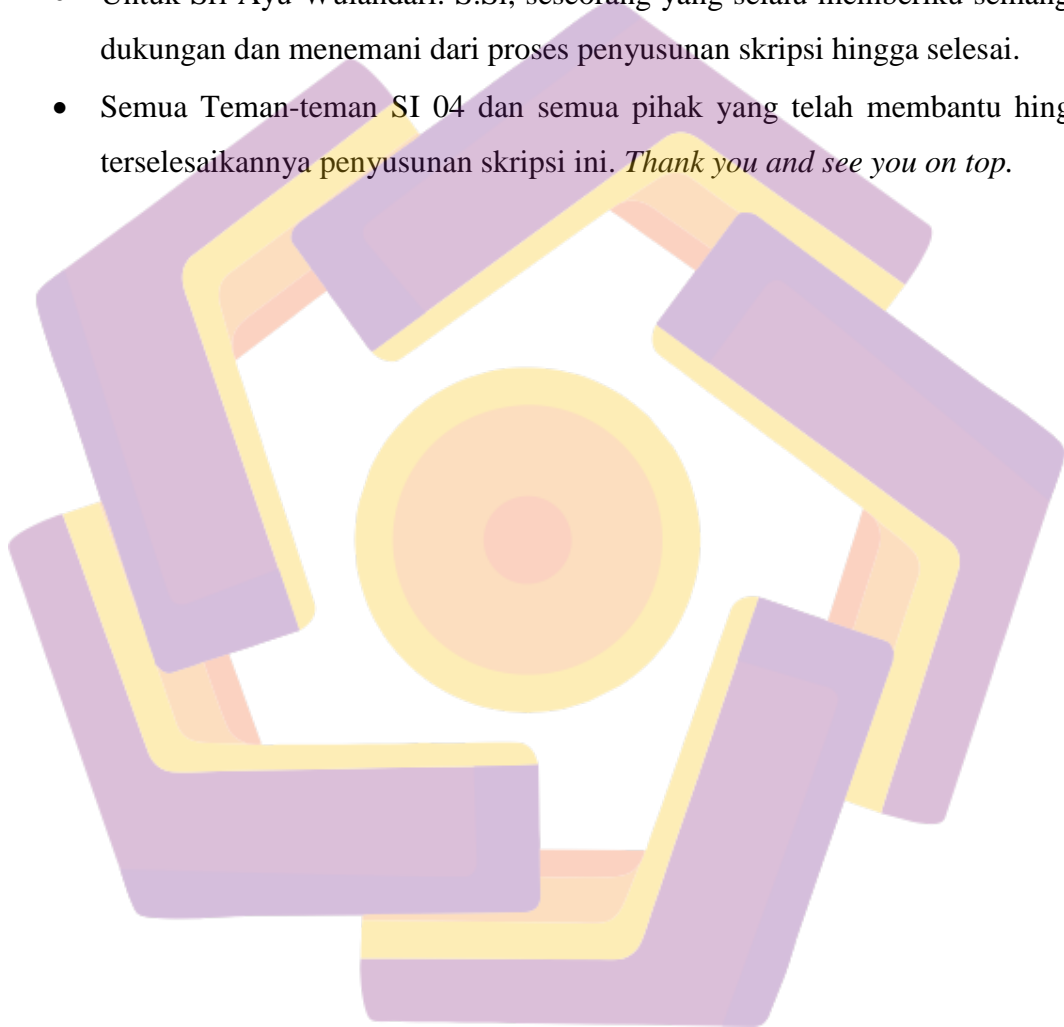 Untuk Sri Ayu Wulandari. S.Si, seseorang yang selalu memberiku
dukungan dan menemani dari proses penyusunan skripsi hingga selesai.
• Semua Teman-teman SI 04 dan semua pihak yang telah membantu
terselesaikannya penyusunan skripsi ini. Thank you and see you on top.